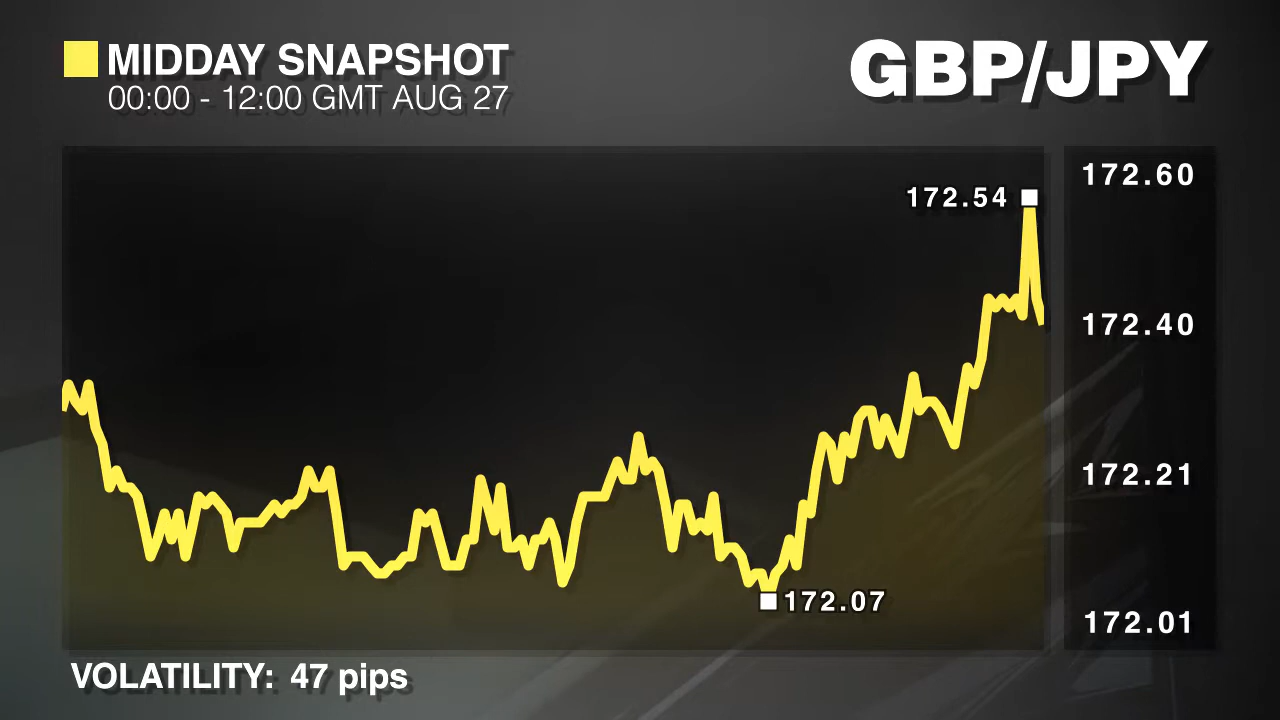 MIDDAY SNAPSHOT
00:00 - 12:00 GMT AUG 27
GBP/JPY
172.60
172.54
172.40
172.21
172.07
172.01
VOLATILITY: 47 pips